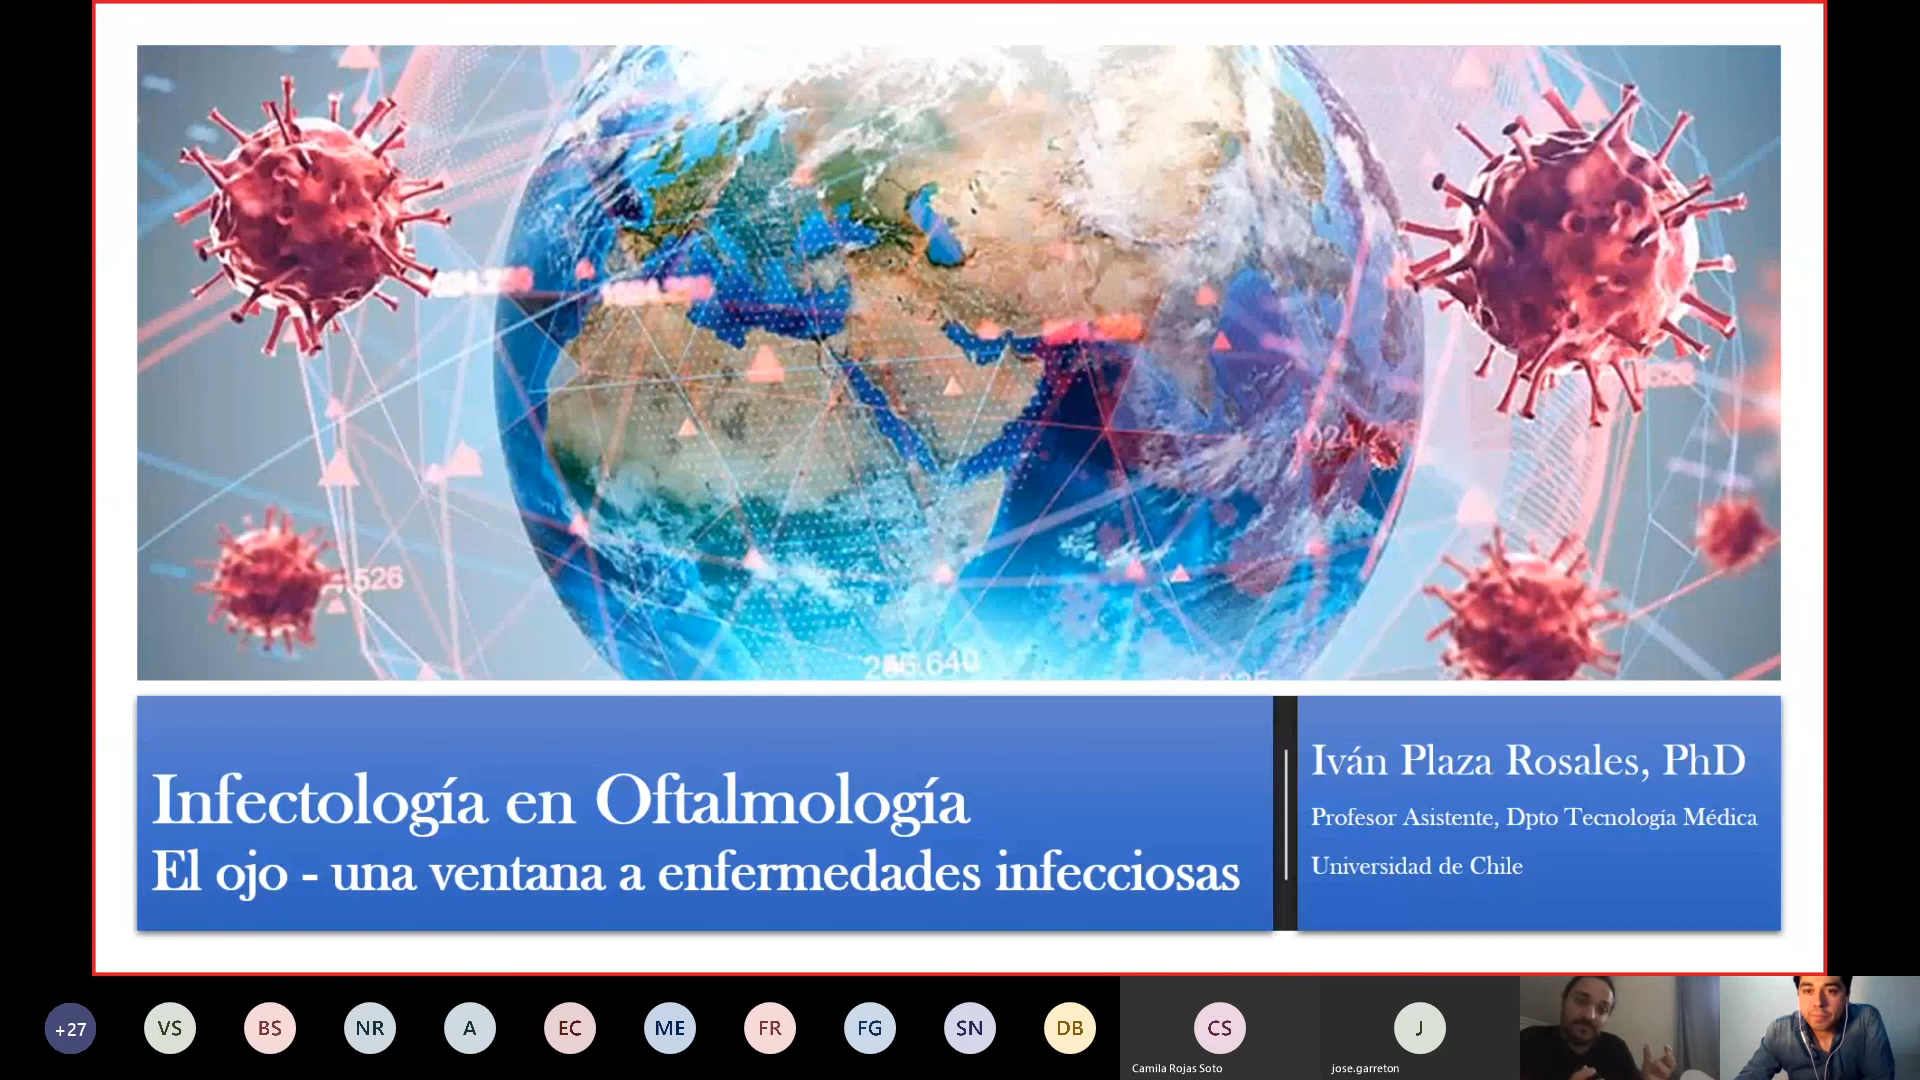 526
Infectología en Oftalmología
El ojo - una ventana a enfermedades infecciosas
Iván Plaza Rosales, PhD
Profesor Asistente, Dpto Tecnología Médica
Universidad de Chile
+27
VS
BS
NR
A
EC
ME
FR
FG
SN
DB
CS
Camila Rojas Soto
J
jose.garreton